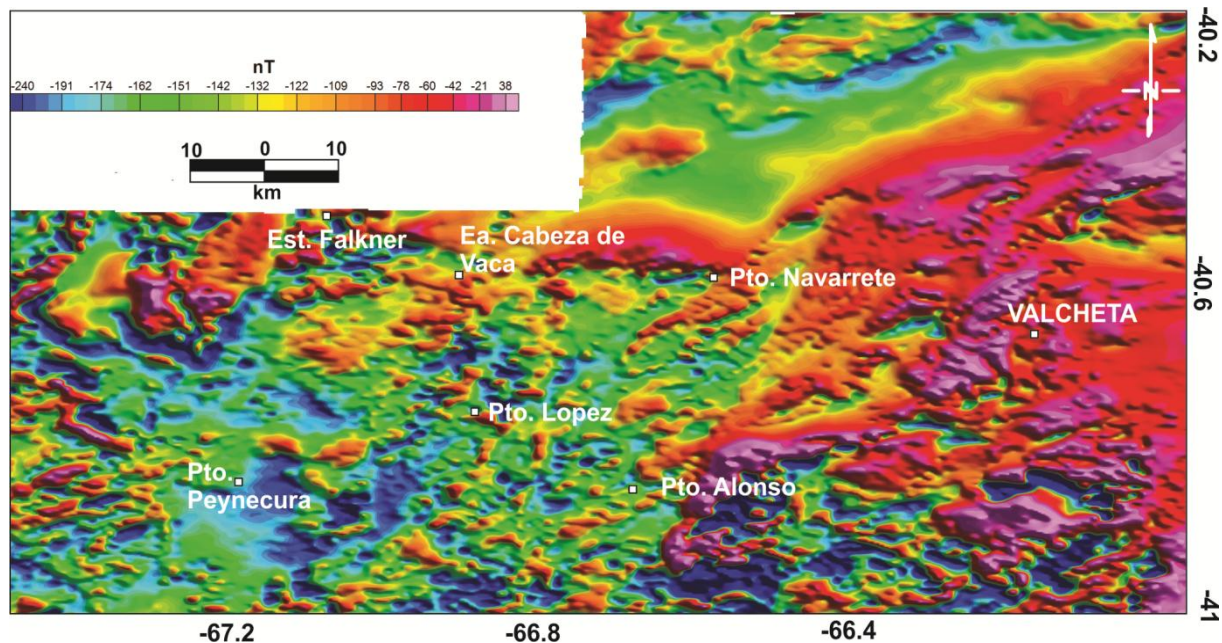 nT
-240 -191 -174 -162 -151 -142 -132 -122 -109 -93 -78 -60 -42 -21 38
10 0 10
km
N
-40.2
Est. Falkner
Ea. Cabeza de
Vaca
Pto. Navarrete
-40.6
VALCHETA
Pto. Lopez
Pto.
Peynecura
Pto. Alonso
-41
-67.2 -66.8 -66.4